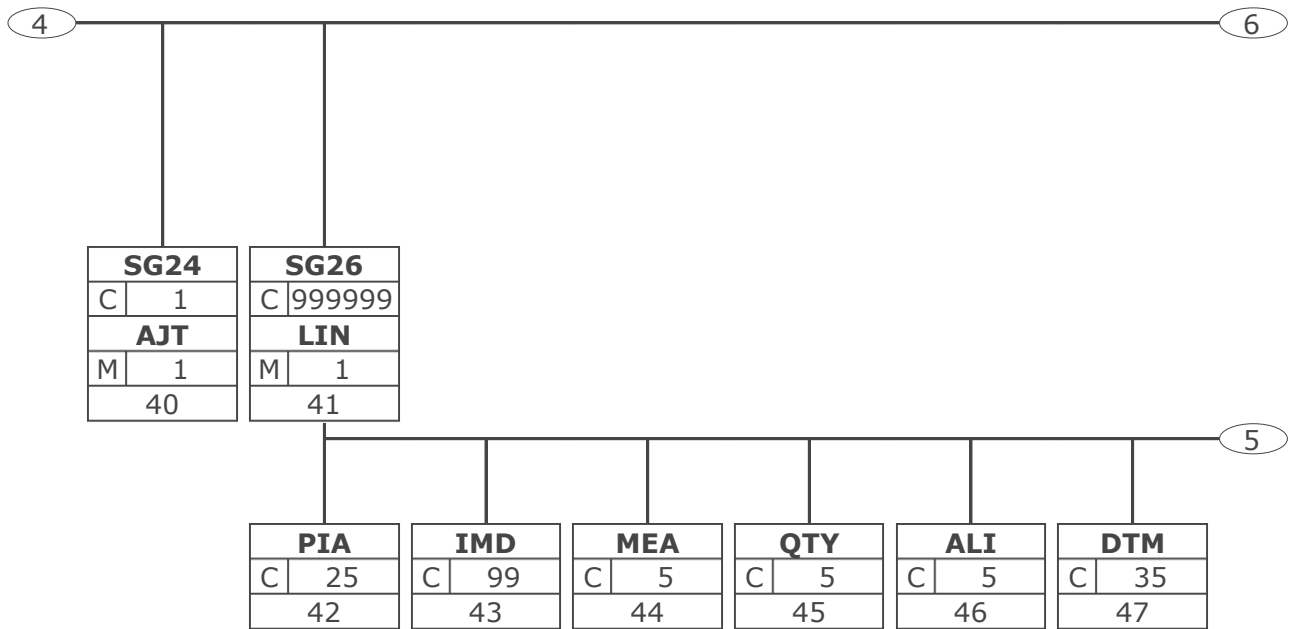 4 6
SG24 SG26
C 1 C 999999
AJT LIN
M 1 M 1
40 41
5
PIA IMD MEA QTY ALI DTM
C 25 C 99 C 5 C 5 C 5 C 35
42 43 44 45 46 47